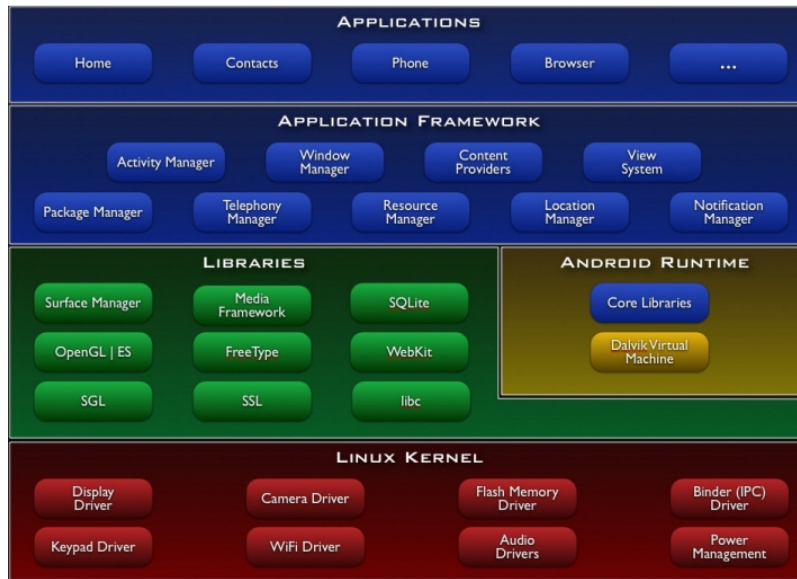 APPLICATIONS
Home
Contacts
Phone
Browser
...
APPLICATION FRAMEWORK
Activity Manager
Window
Manager
Content
Providers
View
System
Package Manager
Telephony
Manager
Resource
Manager
Location
Manager
Notification
Manager
LIBRARIES
Surface Manager
Media
Framework
SQLite
OpenGL | ES
FreeType
WebKit
SGL
SSL
libc
ANDROID RUNTIME
Core Libraries
Dalvik Virtual
Machine
LINUX KERNEL
Display
Driver
Camera Driver
Flash Memory
Driver
Binder (IPC)
Driver
Keypad Driver
WiFi Driver
Audio
Drivers
Power
Management